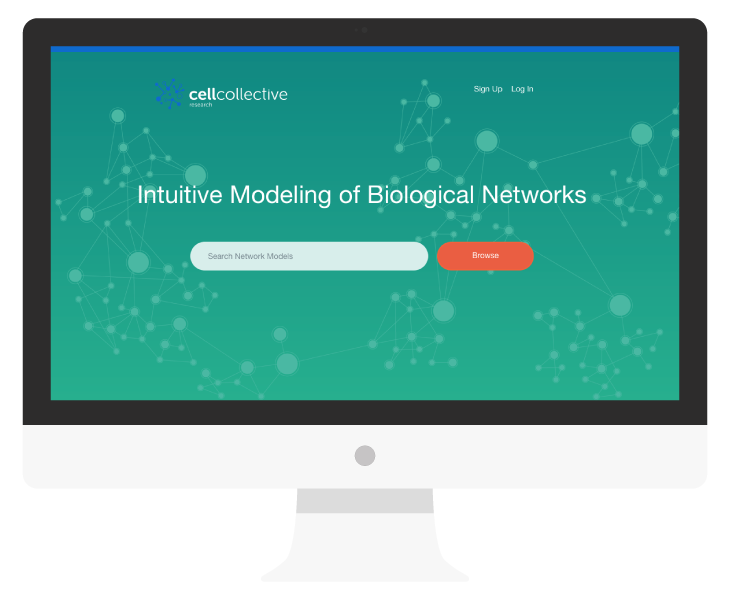 cellcollective
research
Sign Up Log In
Intuitive Modeling of Biological Networks
Search Network Models
Browse